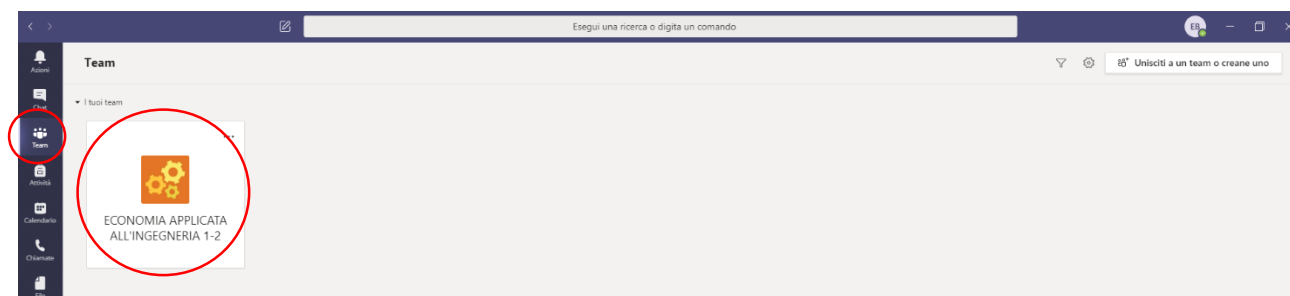 Esegui una ricerca o digita un comando
EB
Azioni
Team
Unisciti a un team o creane uno
Chat
I tuoi team
Team
Attività
ECONOMIA APPLICATA
ALL'INGEGNERIA 1-2
Calendario
Chiamate
File